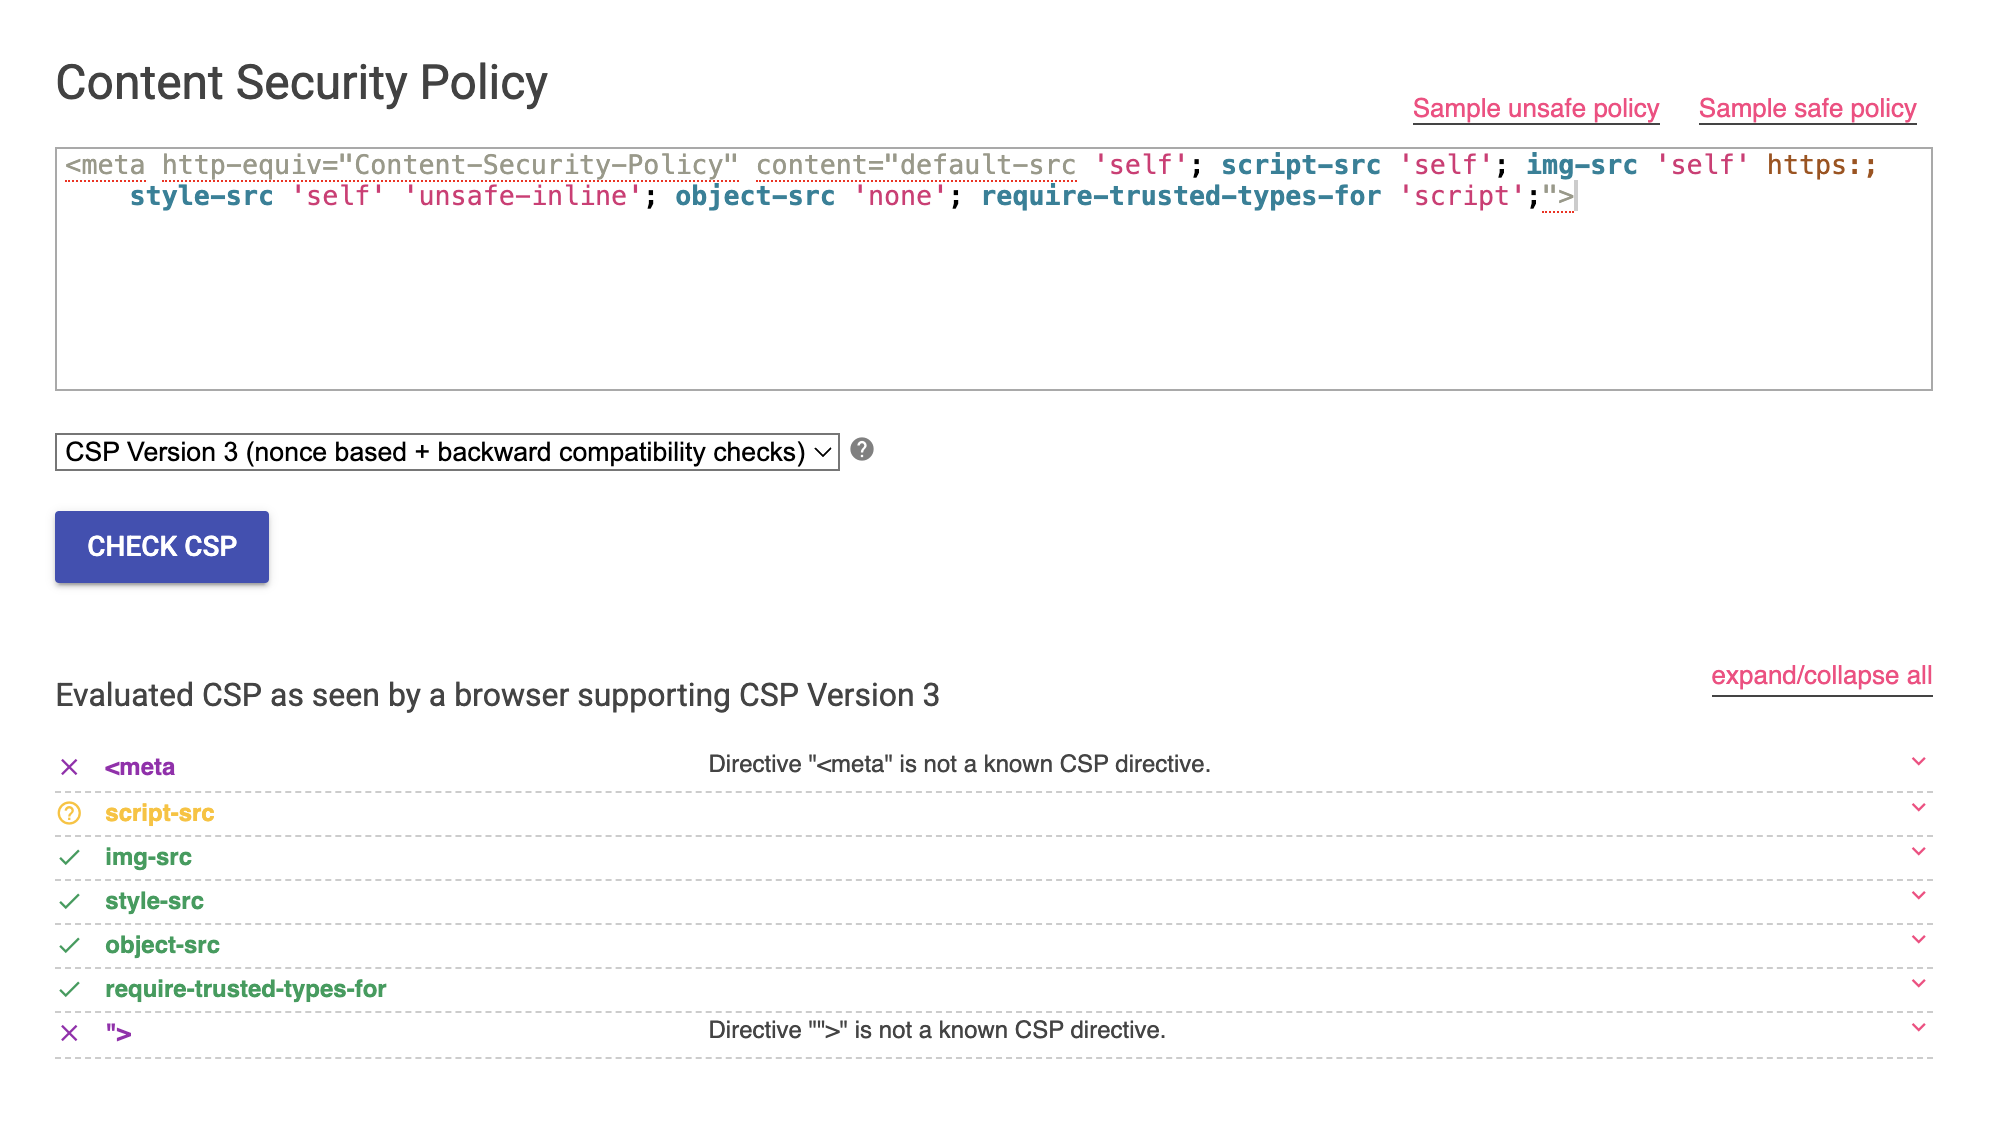 Content Security Policy
Sample unsafe policy Sample safe policy
<meta http-equiv="Content-Security-Policy" content="default-src 'self'; script-src 'self'; img-src 'self' https:;
style-src 'self' 'unsafe-inline'; object-src 'none'; require-trusted-types-for 'script';">
CSP Version 3 (nonce based + backward compatibility checks)
CHECK CSP
expand/collapse all
Evaluated CSP as seen by a browser supporting CSP Version 3
<meta Directive "<meta" is not a known CSP directive.
script-src
img-src
style-src
object-src
require-trusted-types-for
"> Directive "">" is not a known CSP directive.